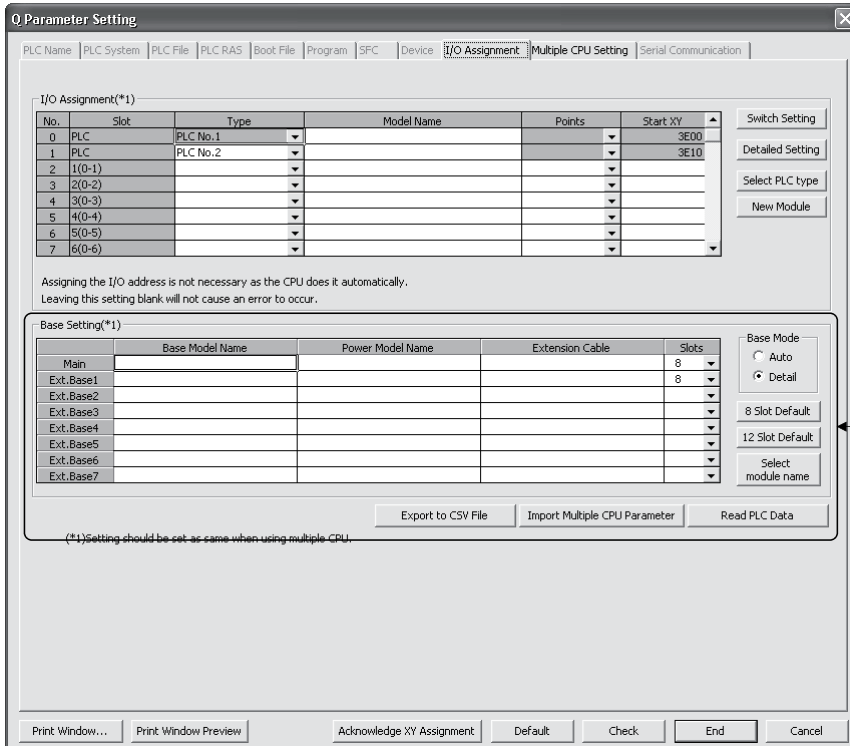 Q Parameter Setting
PLC Name PLC System PLC File PLC RAS Boot File Program SFC Device I/O Assignment Multiple CPU Setting Serial Communication
I/O Assignment(*1)
No. Slot Type Model Name Points Start XY
0 PLC PLC No.1 3E00
1 PLC PLC No.2 3E10
2 1(0-1)
3 2(0-2)
4 3(0-3)
5 4(0-4)
6 5(0-5)
7 6(0-6)
Switch Setting
Detailed Setting
Select PLC type
New Module
Assigning the I/O address is not necessary as the CPU does it automatically.
Leaving this setting blank will not cause an error to occur.
Base Setting(*1)
Base Model Name Power Model Name Extension Cable Slots
Main 8
Ext.Base1 8
Ext.Base2
Ext.Base3
Ext.Base4
Ext.Base5
Ext.Base6
Ext.Base7
Base Mode
Auto
Detail
8 Slot Default
12 Slot Default
Select
module name
Export to CSV File Import Multiple CPU Parameter Read PLC Data
(*1)Setting should be set as same when using multiple CPU.
Print Window... Print Window Preview Acknowledge XY Assignment Default Check End Cancel